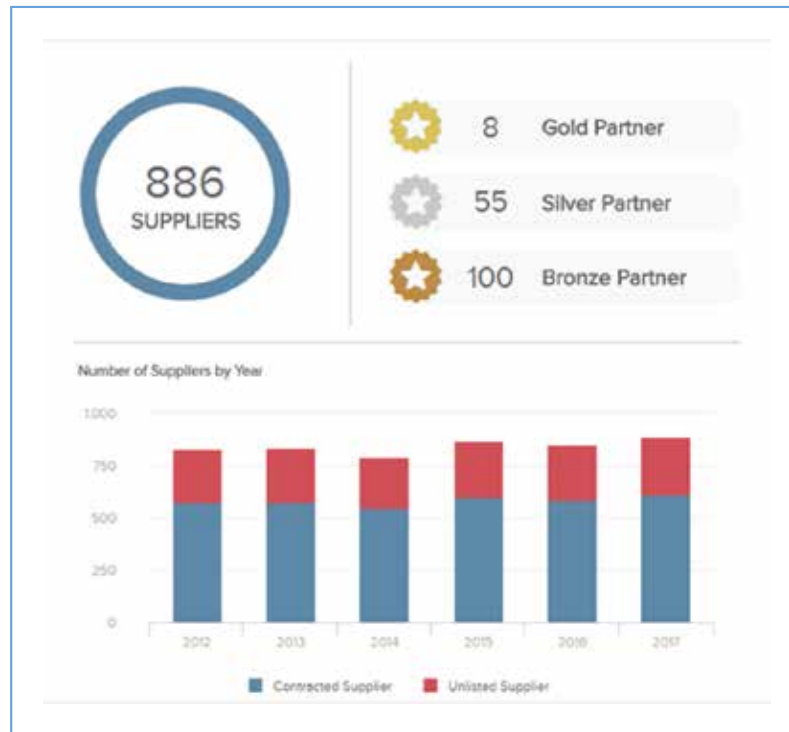 886
SUPPLIERS
8 Gold Partner
55 Silver Partner
100 Bronze Partner
Number of Suppliers by Year
1.000
750
500
250
0
2012 2013 2014 2015 2016 2017
Contracted Supplier Unlisted Supplier